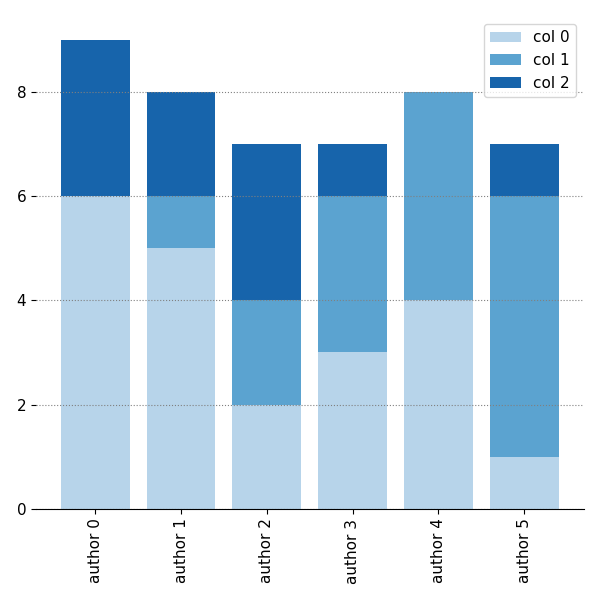 col 0
col 1
col 2
8
6
4
2
0
author 0
author 1
author 2
author 3
author 4
author 5